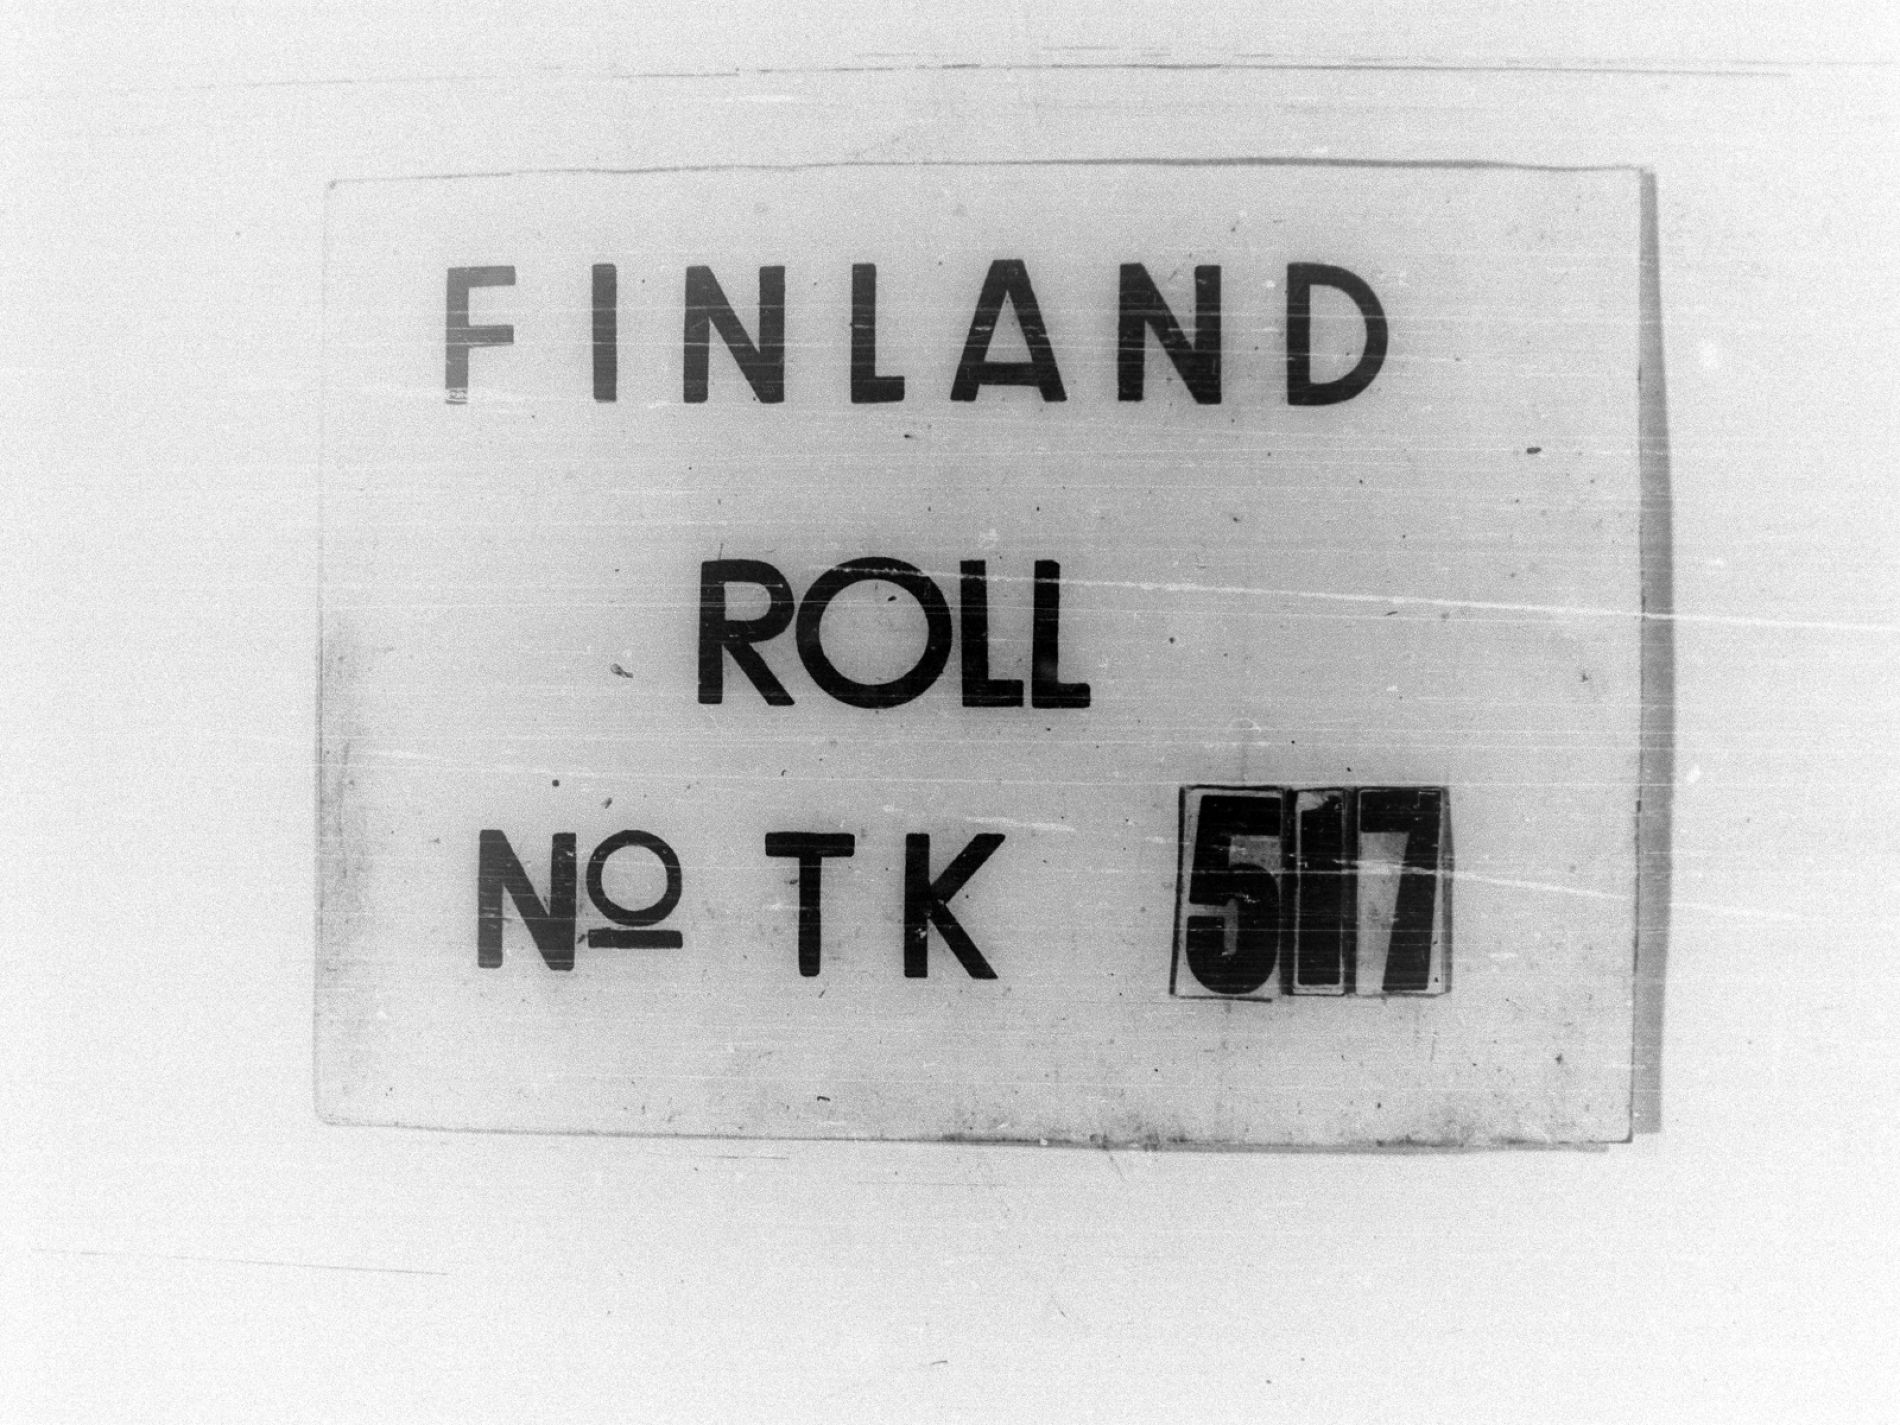 FINLAND
ROLL
Nº TK 517